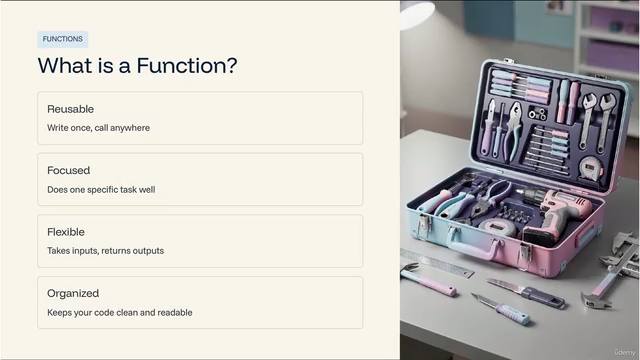 FUNCTIONS
What is a Function?
Reusable
Write once, call anywhere
Focused
Does one specific task well
Flexible
Takes inputs, returns outputs
Organized
Keeps your code clean and readable
ûdemy